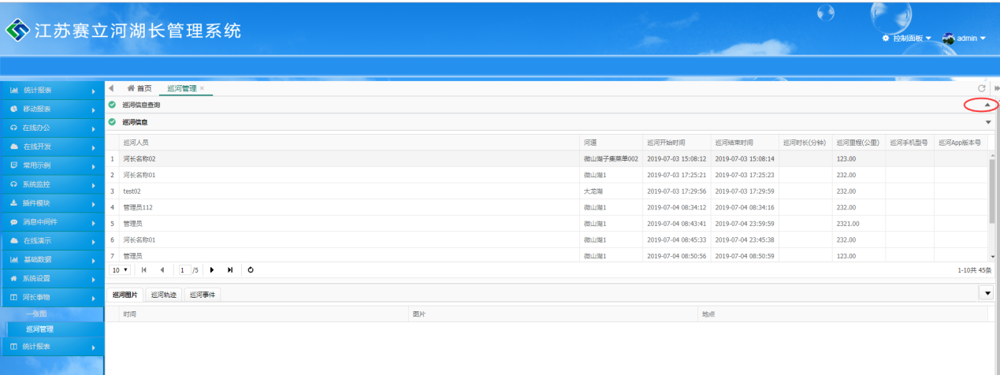 江苏赛立河湖长管理系统
控制面板 admin
统计报表
移动报表
在线办公
在线开发
常用示例
系统监控
插件模块
消息中间件
在线演示
基础数据
系统设置
河长事物
一张图
巡河管理
统计报表
首页 巡河管理 ×
巡河信息查询
巡河信息
巡河人员 河道 巡河开始时间 巡河结束时间 巡河时长(分钟) 巡河里程(公里) 巡河手机型号 巡河App版本号
1 河长名称02 微山湖子集菜单002 2019-07-03 15:08:12 2019-07-03 15:08:14 123.00
2 河长名称01 微山湖1 2019-07-03 17:25:21 2019-07-03 17:25:23 232.00
3 test02 大龙湖 2019-07-03 17:29:56 2019-07-03 17:29:59 232.00
4 管理员112 微山湖1 2019-07-04 08:34:12 2019-07-04 08:34:16 232.00
5 管理员 微山湖1 2019-07-04 08:43:41 2019-07-04 23:59:59 2321.00
6 河长名称01 微山湖1 2019-07-04 08:45:33 2019-07-04 23:45:38 232.00
7 管理员 微山湖1 2019-07-04 08:50:56 2019-07-04 08:50:59 123.00
10 1 /5 1-10共 45条
巡河图片 巡河轨迹 巡河事件
时间 图片 地点